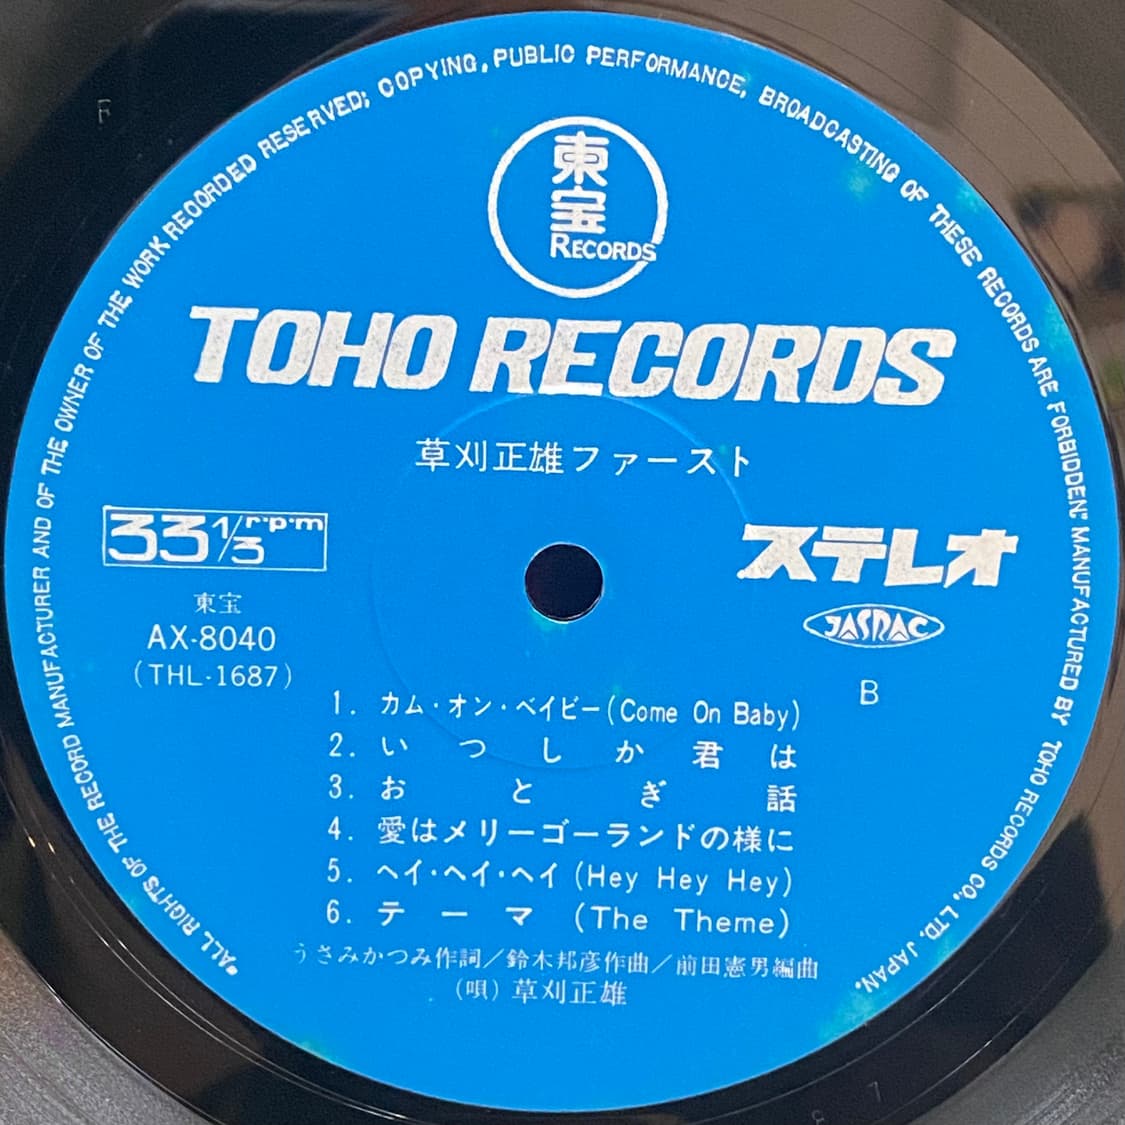 *ALL RIGHTS OF THE RECORD MANUFACTURER AND OF THE OWNER OF THE WORK RECORDED RESERVED; COPYING, PUBLIC PERFORMANCE, BROADCASTING OF THESE RECORDS ARE FORBIDDEN." MANUFACTURED BY TOHO RECORDS CO., LTD. JAPAN.
東宝
RECORDS
TOHO RECORDS
草刈正雄ファースト
33 1/3 r·p·m
ステレオ
東宝
AX-8040
(THL-1687)
JASRAC
B
1. カム・オン・ベイビー(Come On Baby)
2. いつしか君は
3. おとぎ話
4. 愛はメリーゴーランドの様に
5. ヘイ・ヘイ・ヘイ(Hey Hey Hey)
6. テーマ (The Theme)
うさみかつみ作詞/鈴木邦彦作曲/前田憲男編曲
(唄) 草刈正雄